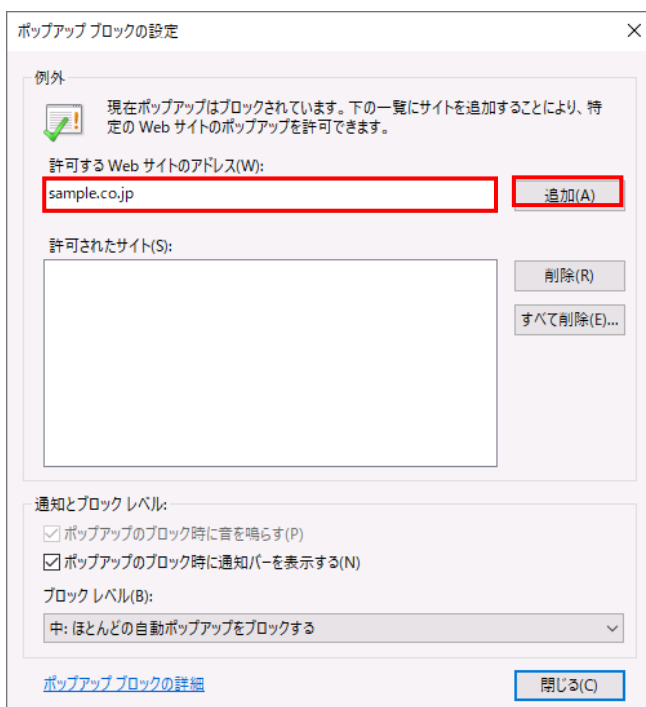 ポップアップ ブロックの設定
例外
現在ポップアップはブロックされています。下の一覧にサイトを追加することにより、特
定の Web サイトのポップアップを許可できます。
許可する Web サイトのアドレス(W):
sample.co.jp
追加(A)
許可されたサイト(S):
削除(R)
すべて削除(E)...
通知とブロック レベル:
ポップアップのブロック時に音を鳴らす(P)
ポップアップのブロック時に通知バーを表示する(N)
ブロック レベル(B):
中: ほとんどの自動ポップアップをブロックする
ポップアップ ブロックの詳細
閉じる(C)